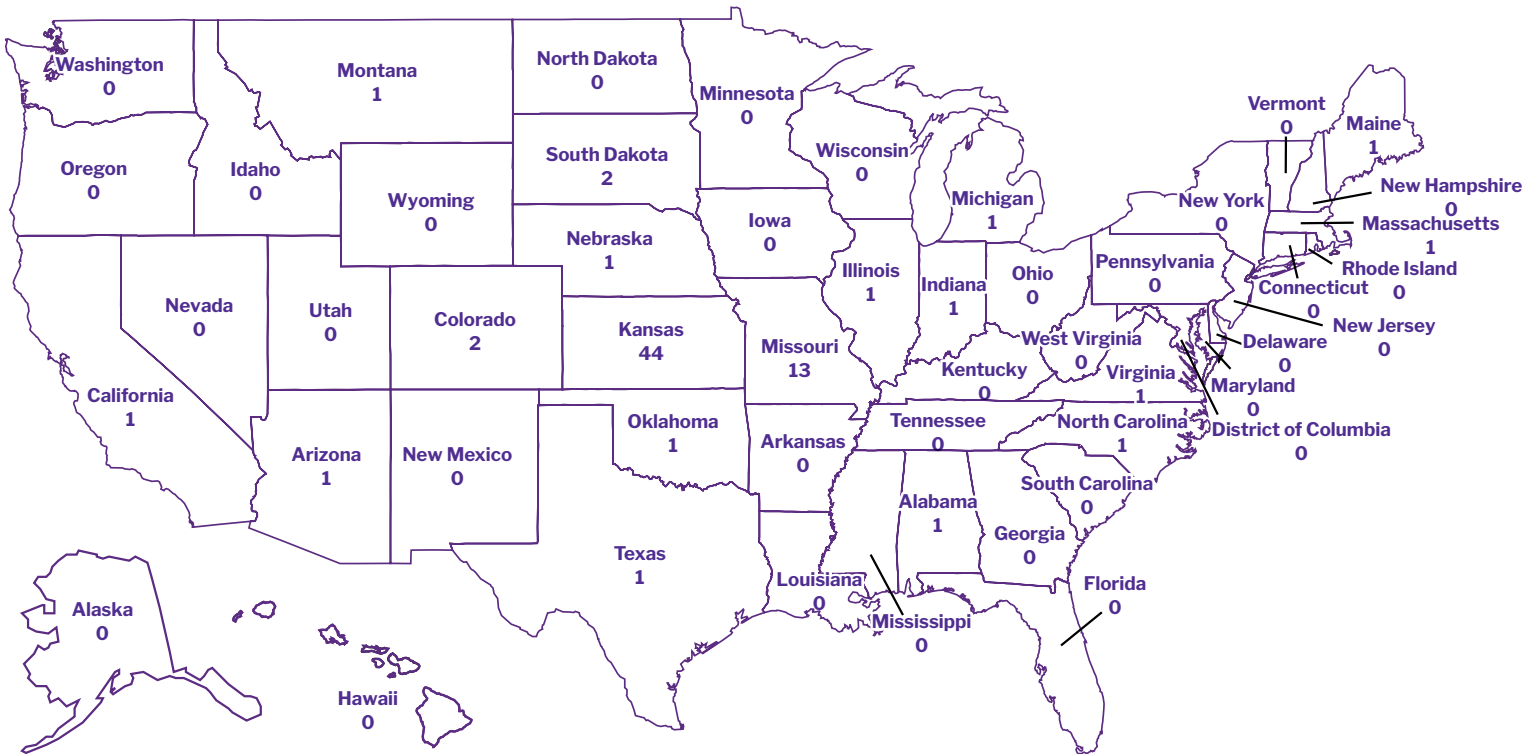 Washington
0
Montana
1
North Dakota
0
Minnesota
0
Vermont
0
Maine
1
Oregon
0
Idaho
0
South Dakota
2
Wisconsin
0
Wyoming
0
Michigan
1
New York
0
New Hampshire
0
Massachusetts
1
Iowa
0
Nebraska
1
Rhode Island
0
Connecticut
0
Pennsylvania
0
Illinois
1
Indiana
1
Ohio
0
Nevada
0
Utah
0
Colorado
2
Kansas
44
Missouri
13
West Virginia
0
New Jersey
0
Delaware
0
Kentucky
0
Virginia
1
Maryland
0
California
1
District of Columbia
0
Tennessee
0
North Carolina
1
Oklahoma
1
Arkansas
0
Arizona
1
New Mexico
0
South Carolina
0
Alabama
1
Georgia
0
Texas
1
Louisiana
0
Florida
0
Mississippi
0
Alaska
0
Hawaii
0